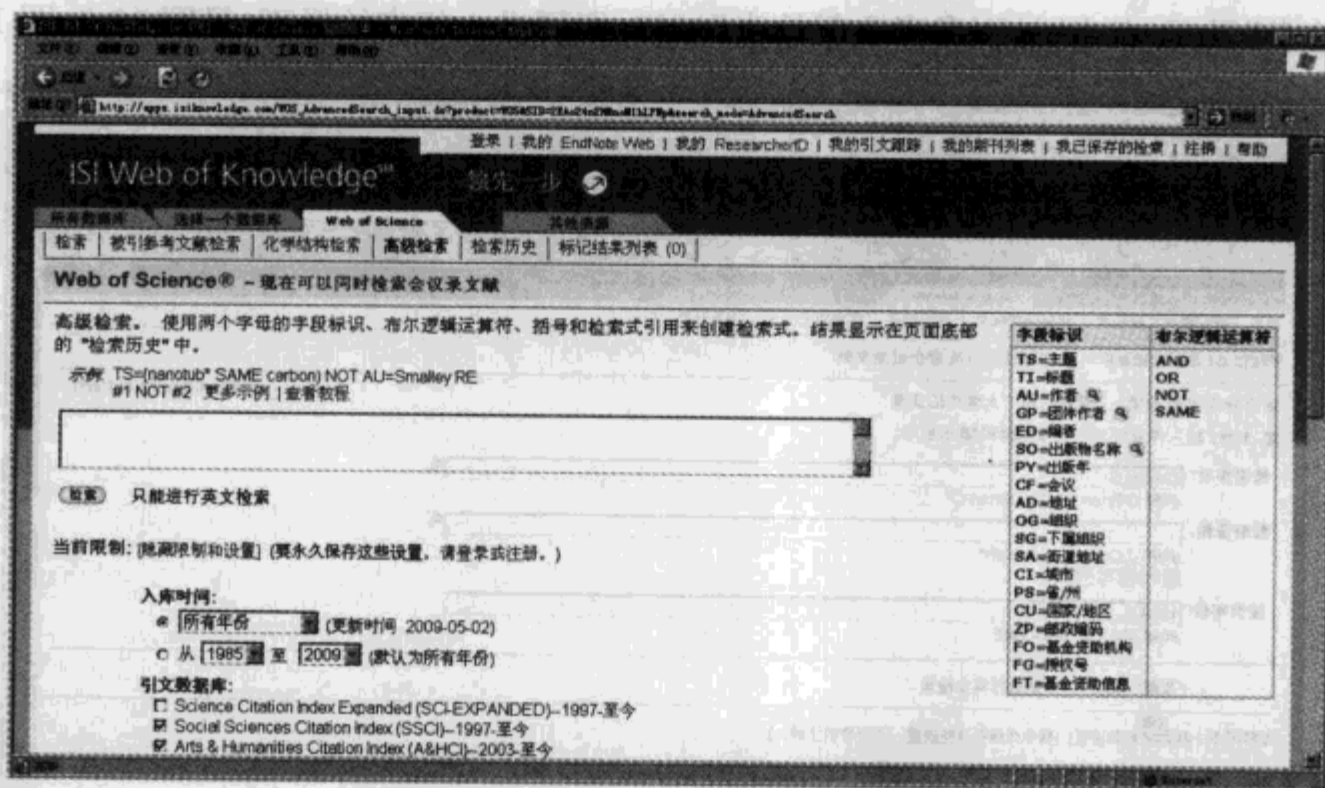 文件(F) 编辑(E) 查看(V) 收藏(A) 工具(T) 帮助(H)
后退
登录 | 我的 EndNote Web | 我的 ResearcherID | 我的引文跟踪 | 我的期刊列表 | 我已保存的检索 | 注销 | 帮助
ISI Web of Knowledge℠ 领先一步
所有数据库 选择一个数据库 Web of Science 其他资源
检索 | 被引参考文献检索 | 化学结构检索 | 高级检索 | 检索历史 | 标记结果列表 (0)
Web of Science® – 现在可以同时检索会议录文献
高级检索。 使用两个字母的字段标识、布尔逻辑运算符、括号和检索式引用来创建检索式。结果显示在页面底部
的 "检索历史" 中。
示例: TS=(nanotub* SAME carbon) NOT AU=Smalley RE
#1 NOT #2 更多示例 | 查看教程
检索 只能进行英文检索
当前限制: [隐藏限制和设置] (要永久保存这些设置，请登录或注册。)
入库时间:
所有年份 (更新时间 2009-05-02)
从 1985 至 2009 (默认为所有年份)
引文数据库:
Science Citation Index Expanded (SCI-EXPANDED)--1997-至今
Social Sciences Citation Index (SSCI)--1997-至今
Arts & Humanities Citation Index (A&HCI)--2003-至今
字段标识 布尔逻辑运算符
TS=主题 AND
TI=标题 OR
AU=作者 NOT
GP=团体作者 SAME
ED=编者
SO=出版物名称
PY=出版年
CF=会议
AD=地址
OG=组织
SG=下属组织
SA=街道地址
CI=城市
PS=省/州
CU=国家/地区
ZP=邮政编码
FO=基金资助机构
FG=授权号
FT=基金资助信息